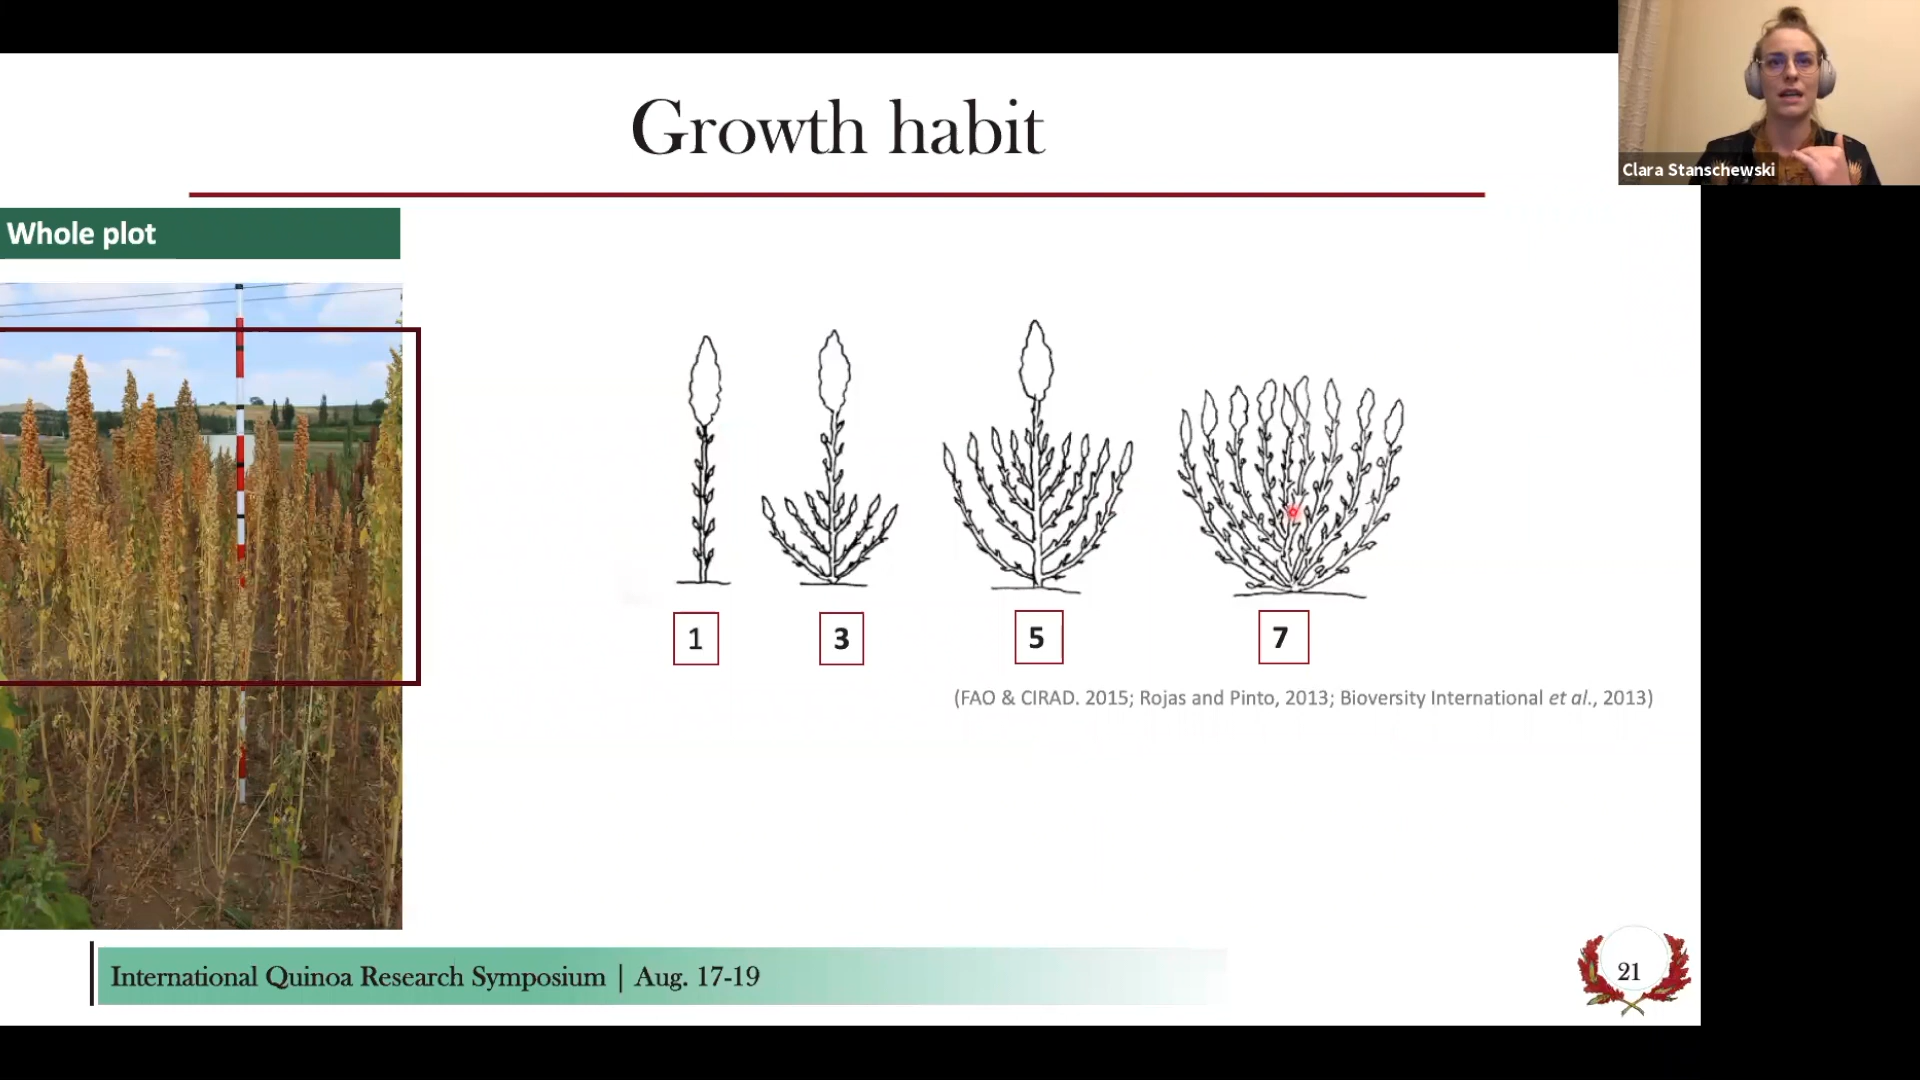 Growth habit
Clara Stanschewski
Whole plot
1
3
5
7
(FAO & CIRAD. 2015; Rojas and Pinto, 2013; Bioversity International et al., 2013)
International Quinoa Research Symposium | Aug. 17-19
21